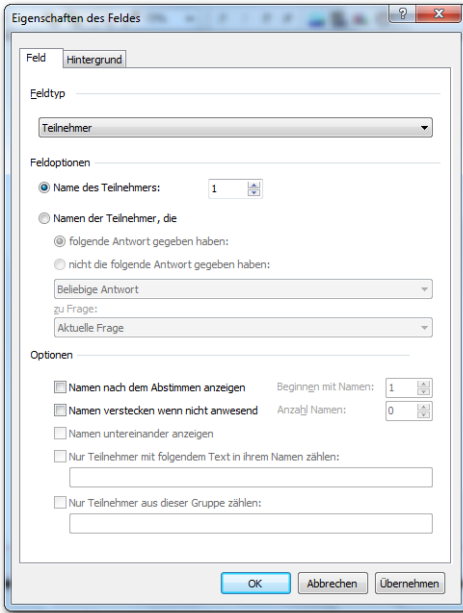 Eigenschaften des Feldes
Feld Hintergrund
Feldtyp
Teilnehmer
Feldoptionen
Name des Teilnehmers: 1
Namen der Teilnehmer, die
folgende Antwort gegeben haben:
nicht die folgende Antwort gegeben haben:
Beliebige Antwort
zu Frage:
Aktuelle Frage
Optionen
Namen nach dem Abstimmen anzeigen Beginnen mit Namen: 1
Namen verstecken wenn nicht anwesend Anzahl Namen: 0
Namen untereinander anzeigen
Nur Teilnehmer mit folgendem Text in ihrem Namen zählen:
Nur Teilnehmer aus dieser Gruppe zählen:
OK Abbrechen Übernehmen